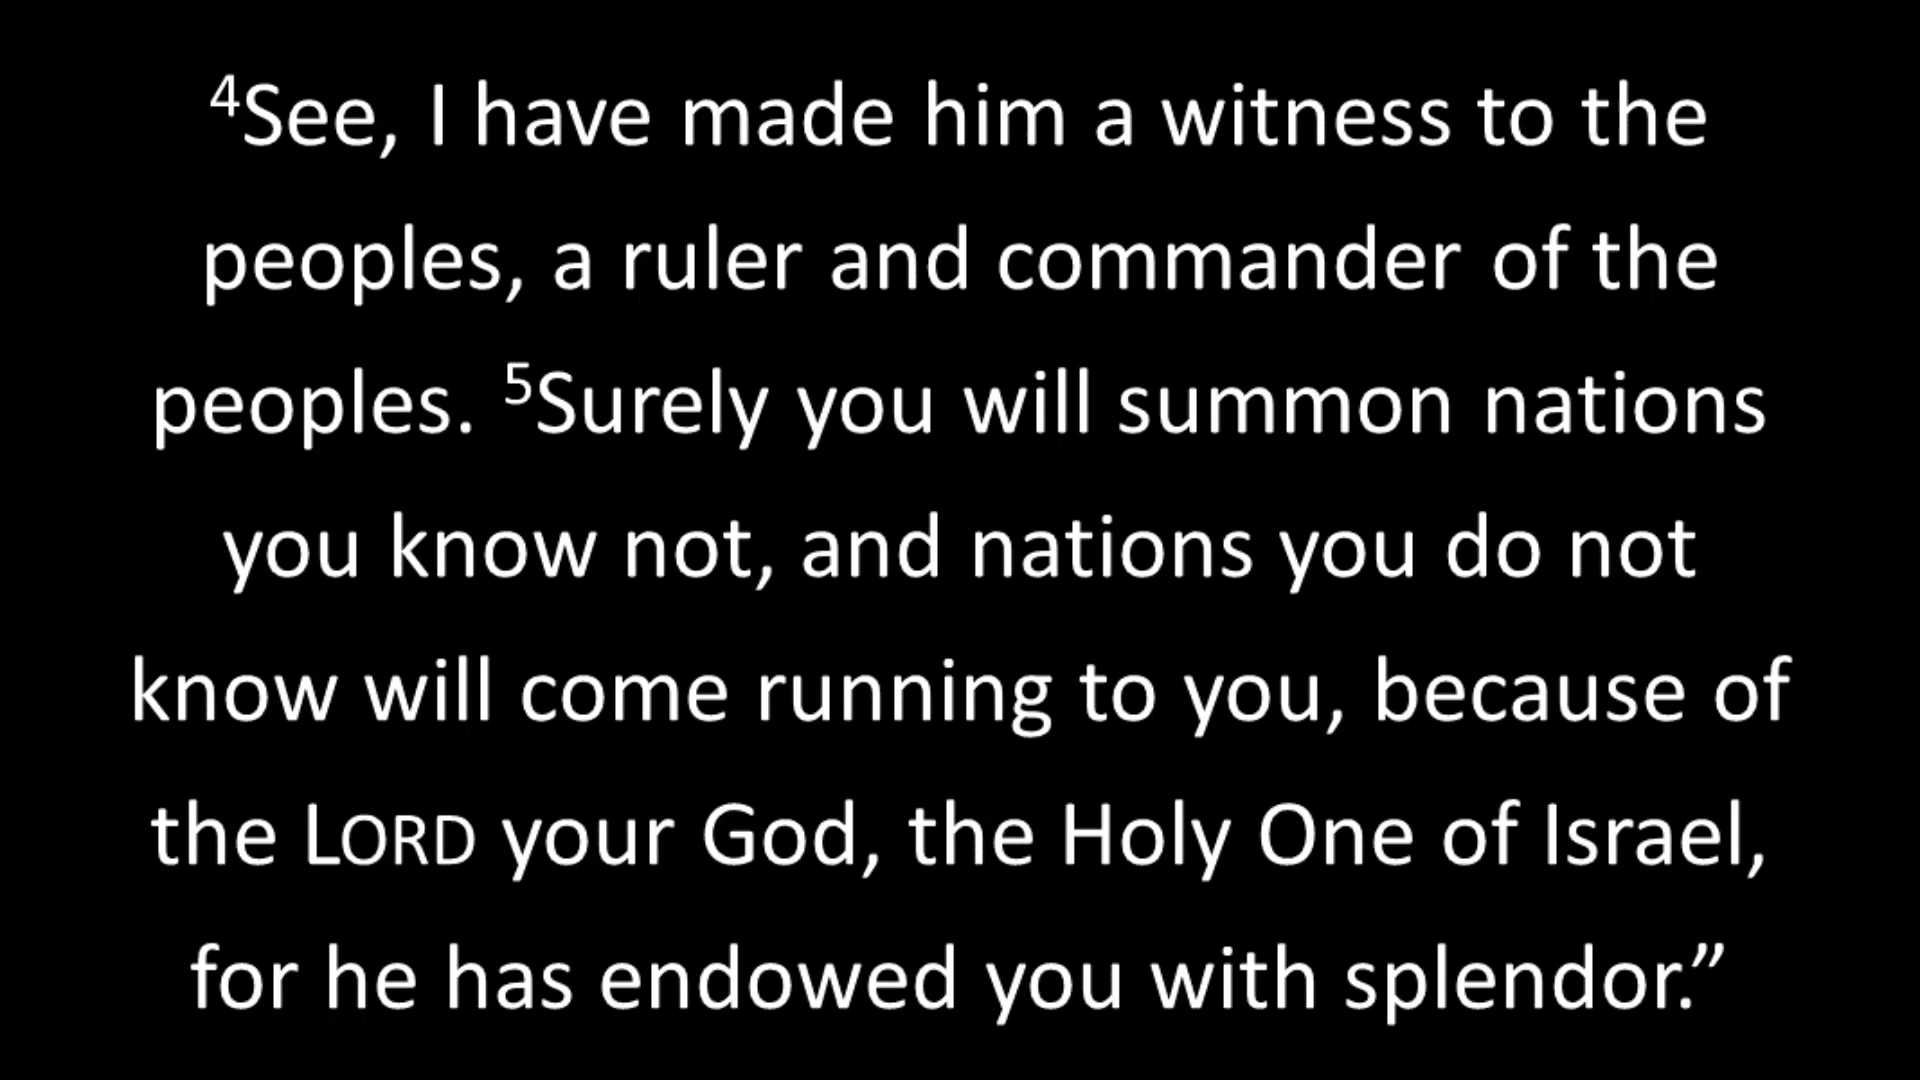 ⁴See, I have made him a witness to the
peoples, a ruler and commander of the
peoples. ⁵Surely you will summon nations
you know not, and nations you do not
know will come running to you, because of
the LORD your God, the Holy One of Israel,
for he has endowed you with splendor.”